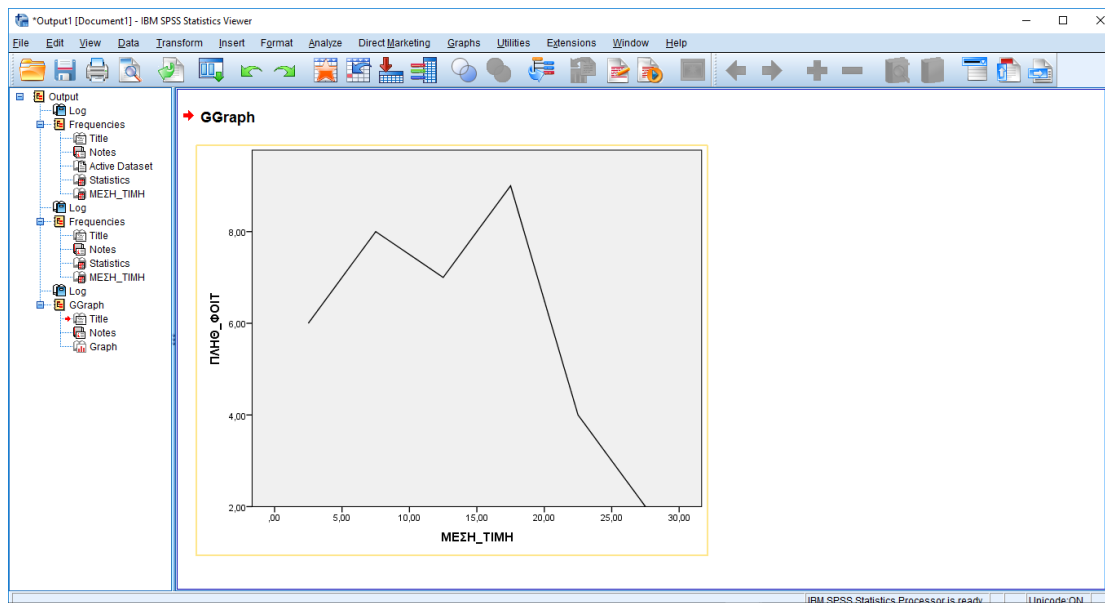 *Output1 [Document1] - IBM SPSS Statistics Viewer
File Edit View Data Transform Insert Format Analyze Direct Marketing Graphs Utilities Extensions Window Help
Output
Log
Frequencies
Title
Notes
Active Dataset
Statistics
ΜΕΣΗ_ΤΙΜΗ
Log
Frequencies
Title
Notes
Statistics
ΜΕΣΗ_ΤΙΜΗ
Log
GGraph
Title
Notes
Graph
GGraph
ΠΛΗΘ_ΦΟΙΤ
8,00
6,00
4,00
2,00
,00 5,00 10,00 15,00 20,00 25,00 30,00
ΜΕΣΗ_ΤΙΜΗ
IBM SPSS Statistics Processor is ready Unicode:ON